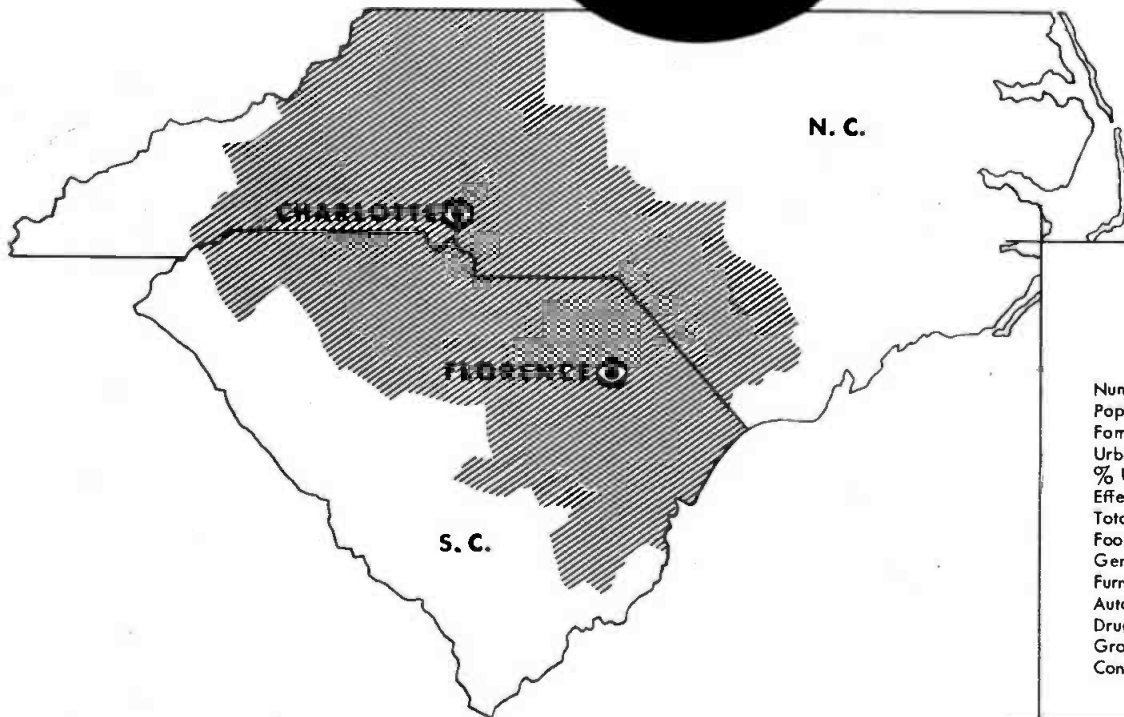 N. C.
CHARLOTTE
FLORENCE
S. C.
Num
Pop
Fam
Urb
% U
Effe
Tota
Foo
Gen
Furn
Auto
Drug
Gro
Con